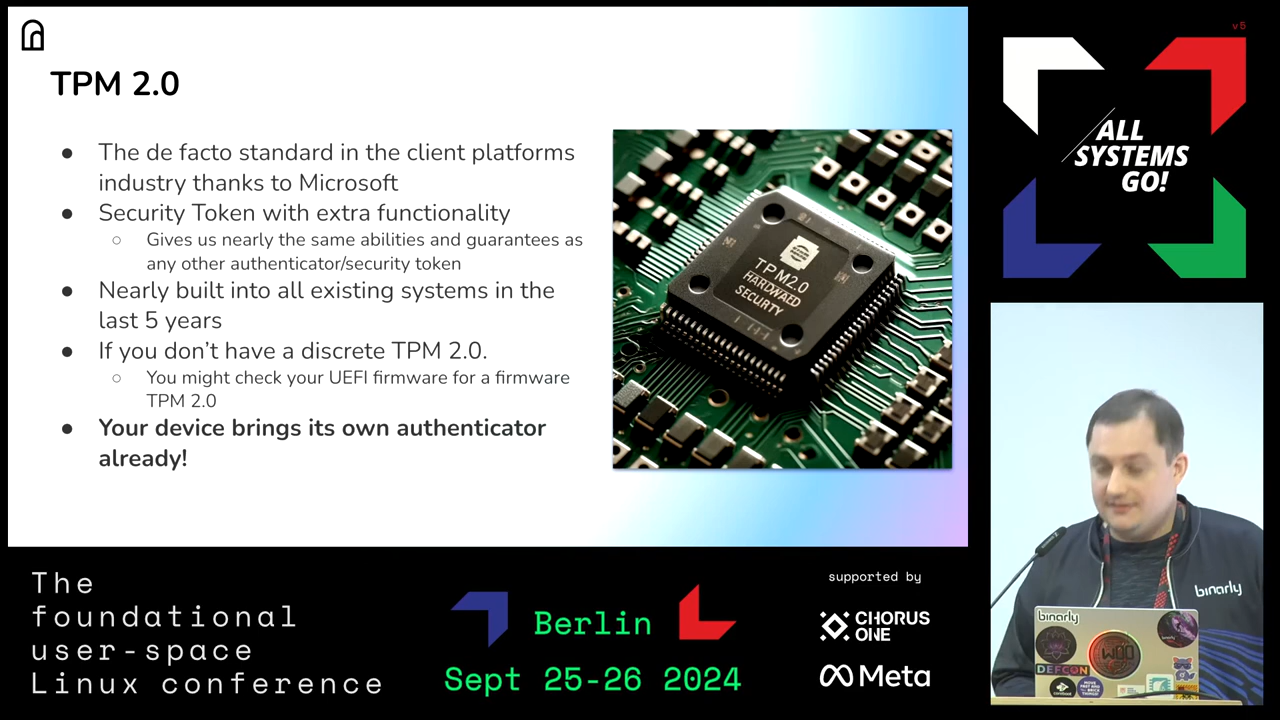 TPM 2.0
● The de facto standard in the client platforms
industry thanks to Microsoft
● Security Token with extra functionality
○ Gives us nearly the same abilities and guarantees as
any other authenticator/security token
● Nearly built into all existing systems in the
last 5 years
● If you don’t have a discrete TPM 2.0.
○ You might check your UEFI firmware for a firmware
TPM 2.0
● Your device brings its own authenticator
already!
TPM2.0
HARDWAED
SECURTY
v5
ALL
SYSTEMS
GO!
binarly
binarly
WOO
DEFCON
The
foundational
user-space
Linux conference
Berlin
Sept 25-26 2024
supported by
CHORUS
ONE
Meta